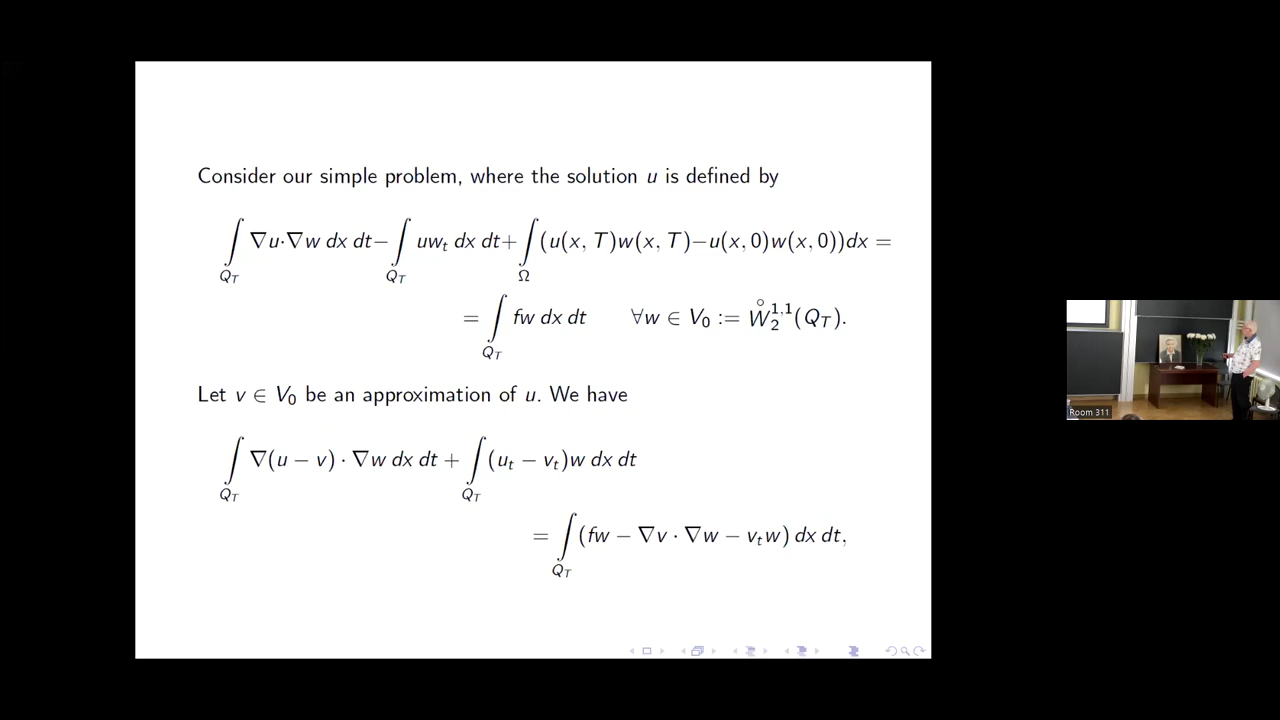 Consider our simple problem, where the solution u is defined by
∫_{Q_T} ∇u·∇w dx dt− ∫_{Q_T} uw_t dx dt+ ∫_Ω (u(x, T)w(x, T)−u(x, 0)w(x, 0))dx =
= ∫_{Q_T} fw dx dt ∀w ∈ V_0 := W̊_2^{1,1}(Q_T).
Let v ∈ V_0 be an approximation of u. We have
∫_{Q_T} ∇(u − v) · ∇w dx dt + ∫_{Q_T} (u_t − v_t)w dx dt
= ∫_{Q_T} (fw − ∇v · ∇w − v_t w) dx dt,
Room 311